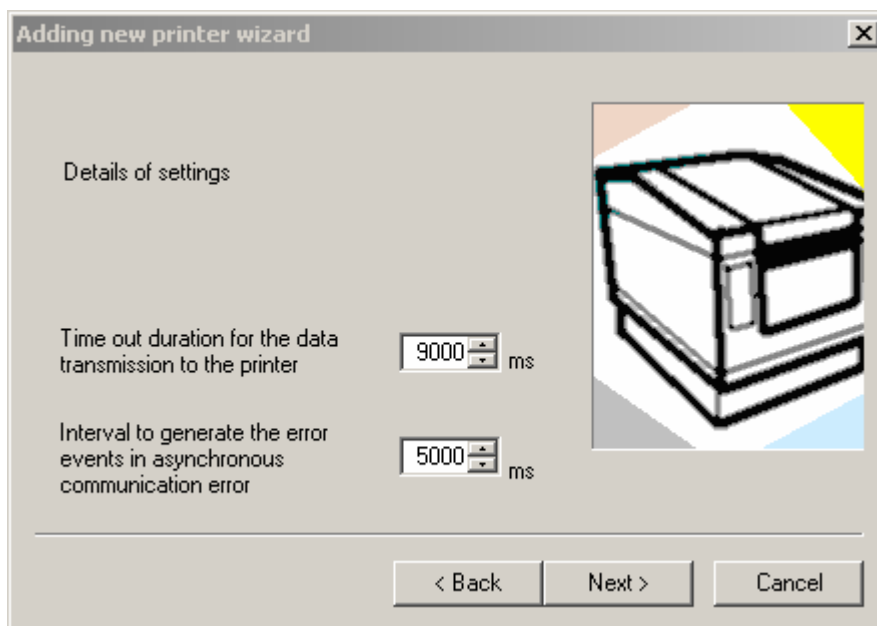 Adding new printer wizard
Details of settings
Time out duration for the data
transmission to the printer
9000
ms
Interval to generate the error
events in asynchronous
communication error
5000
ms
< Back
Next >
Cancel